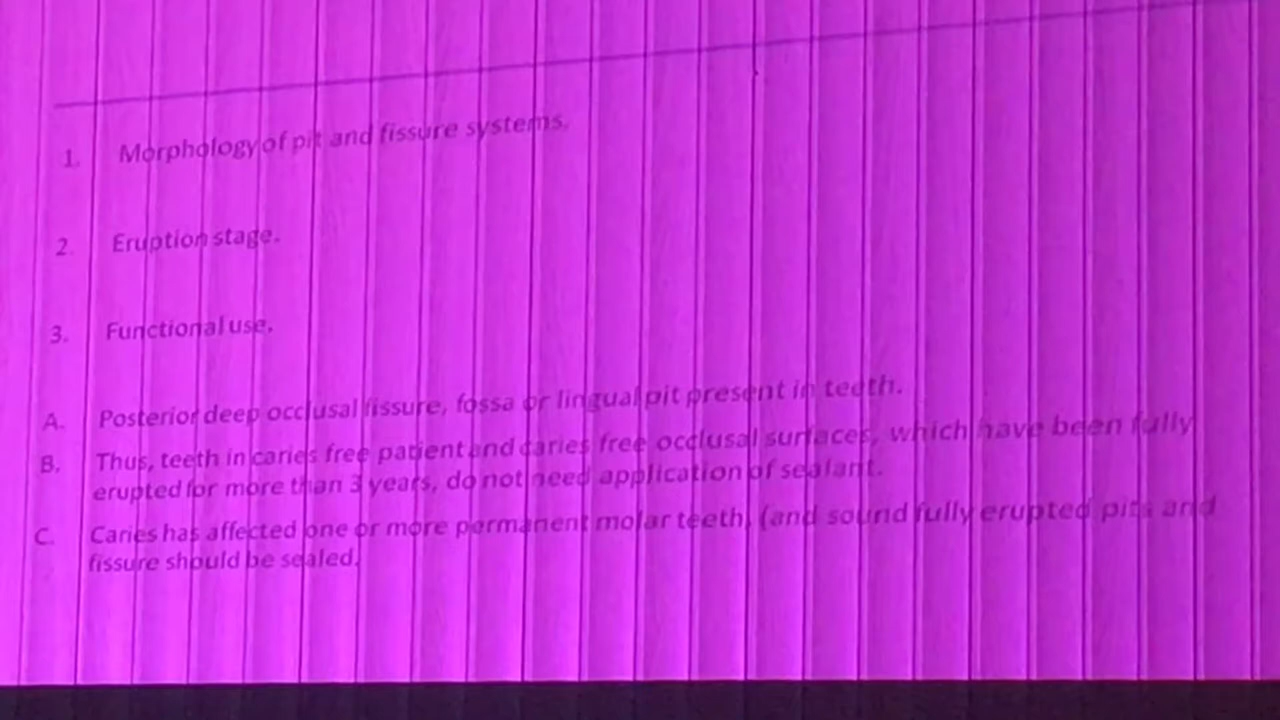 1. Morphology of pit and fissure systems.
2. Eruption stage.
3. Functional use.
A. Posterior deep occlusal fissure, fossa or lingual pit present in teeth.
B. Thus, teeth in caries free patient and caries free occlusal surfaces, which have been fully
erupted for more than 3 years, do not need application of sealant.
C. Caries has affected one or more permanent molar teeth, (and sound fully erupted pits and
fissure should be sealed.